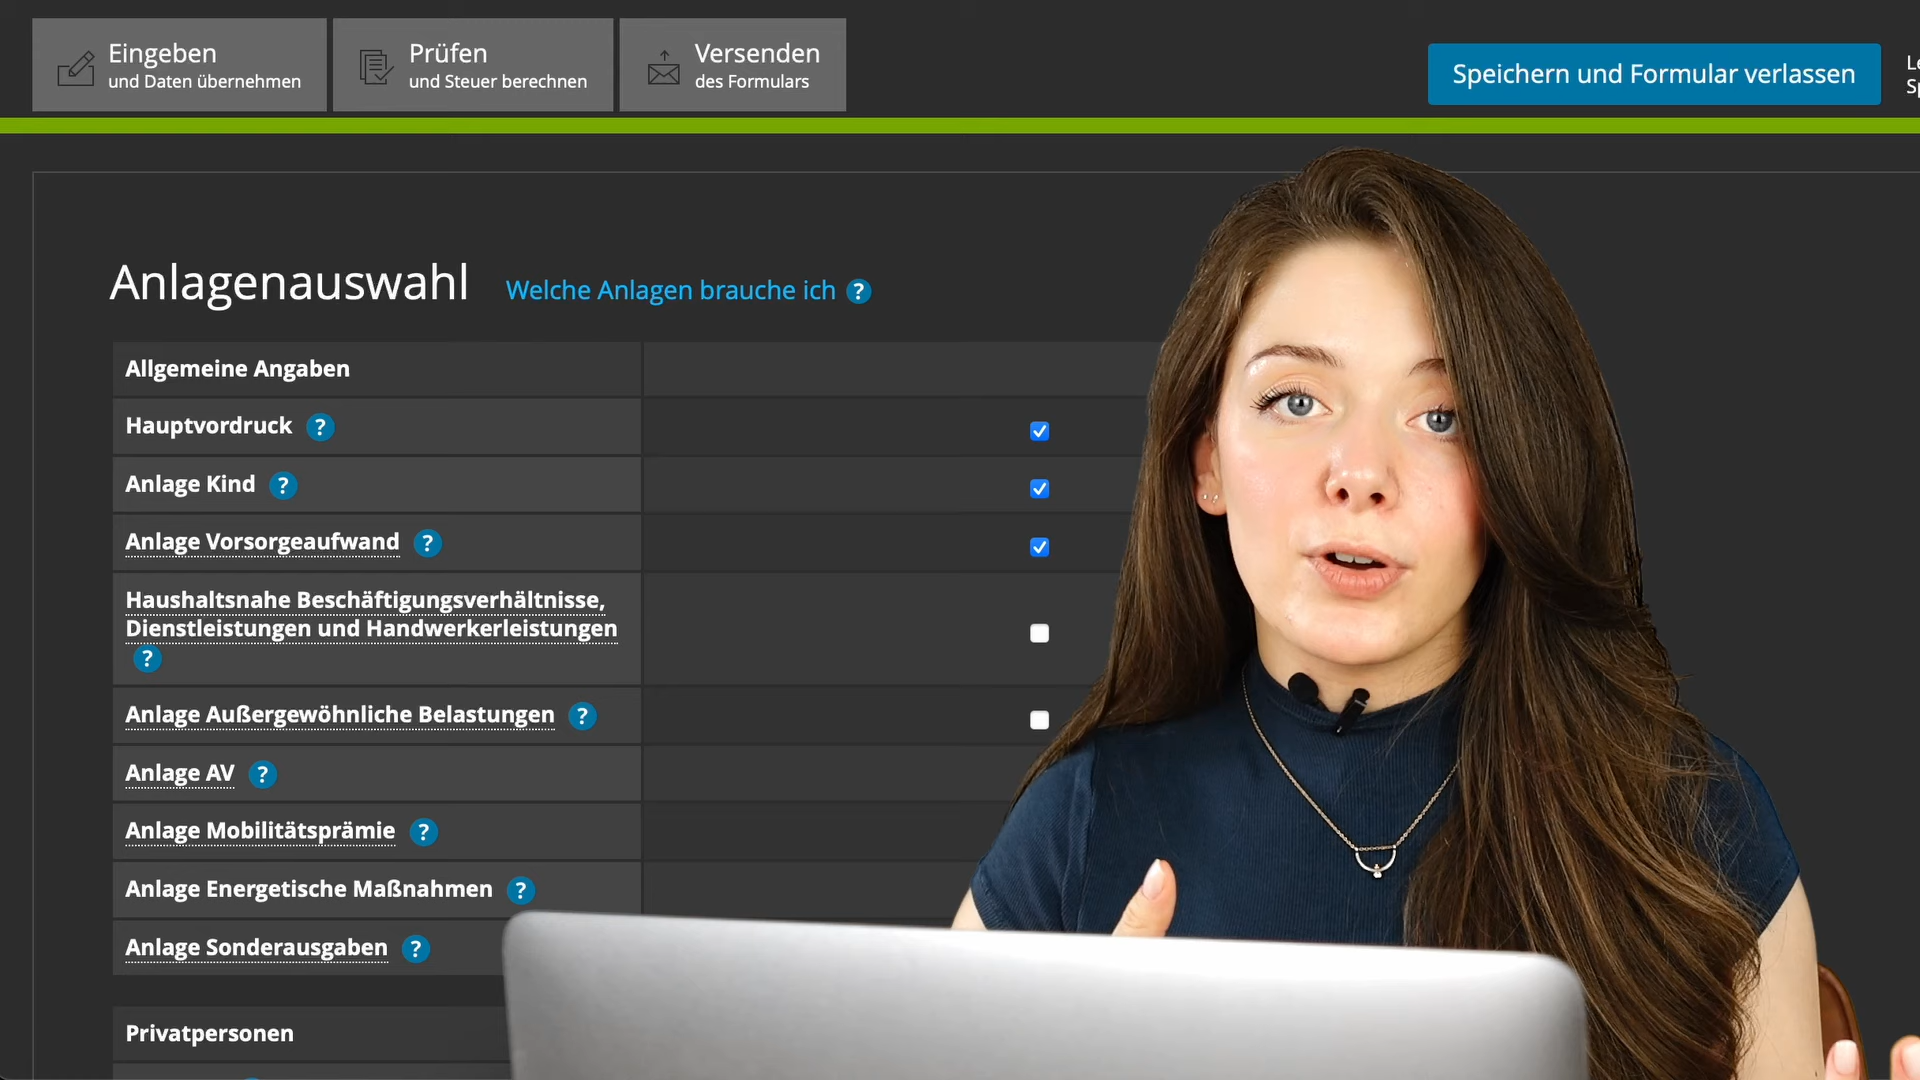 Eingeben
und Daten übernehmen
Prüfen
und Steuer berechnen
Versenden
des Formulars
Speichern und Formular verlassen
Anlagenauswahl
Welche Anlagen brauche ich ?
Allgemeine Angaben
Hauptvordruck ?
Anlage Kind ?
Anlage Vorsorgeaufwand ?
Haushaltsnahe Beschäftigungsverhältnisse,
Dienstleistungen und Handwerkerleistungen
?
Anlage Außergewöhnliche Belastungen ?
Anlage AV ?
Anlage Mobilitätsprämie ?
Anlage Energetische Maßnahmen ?
Anlage Sonderausgaben ?
Privatpersonen